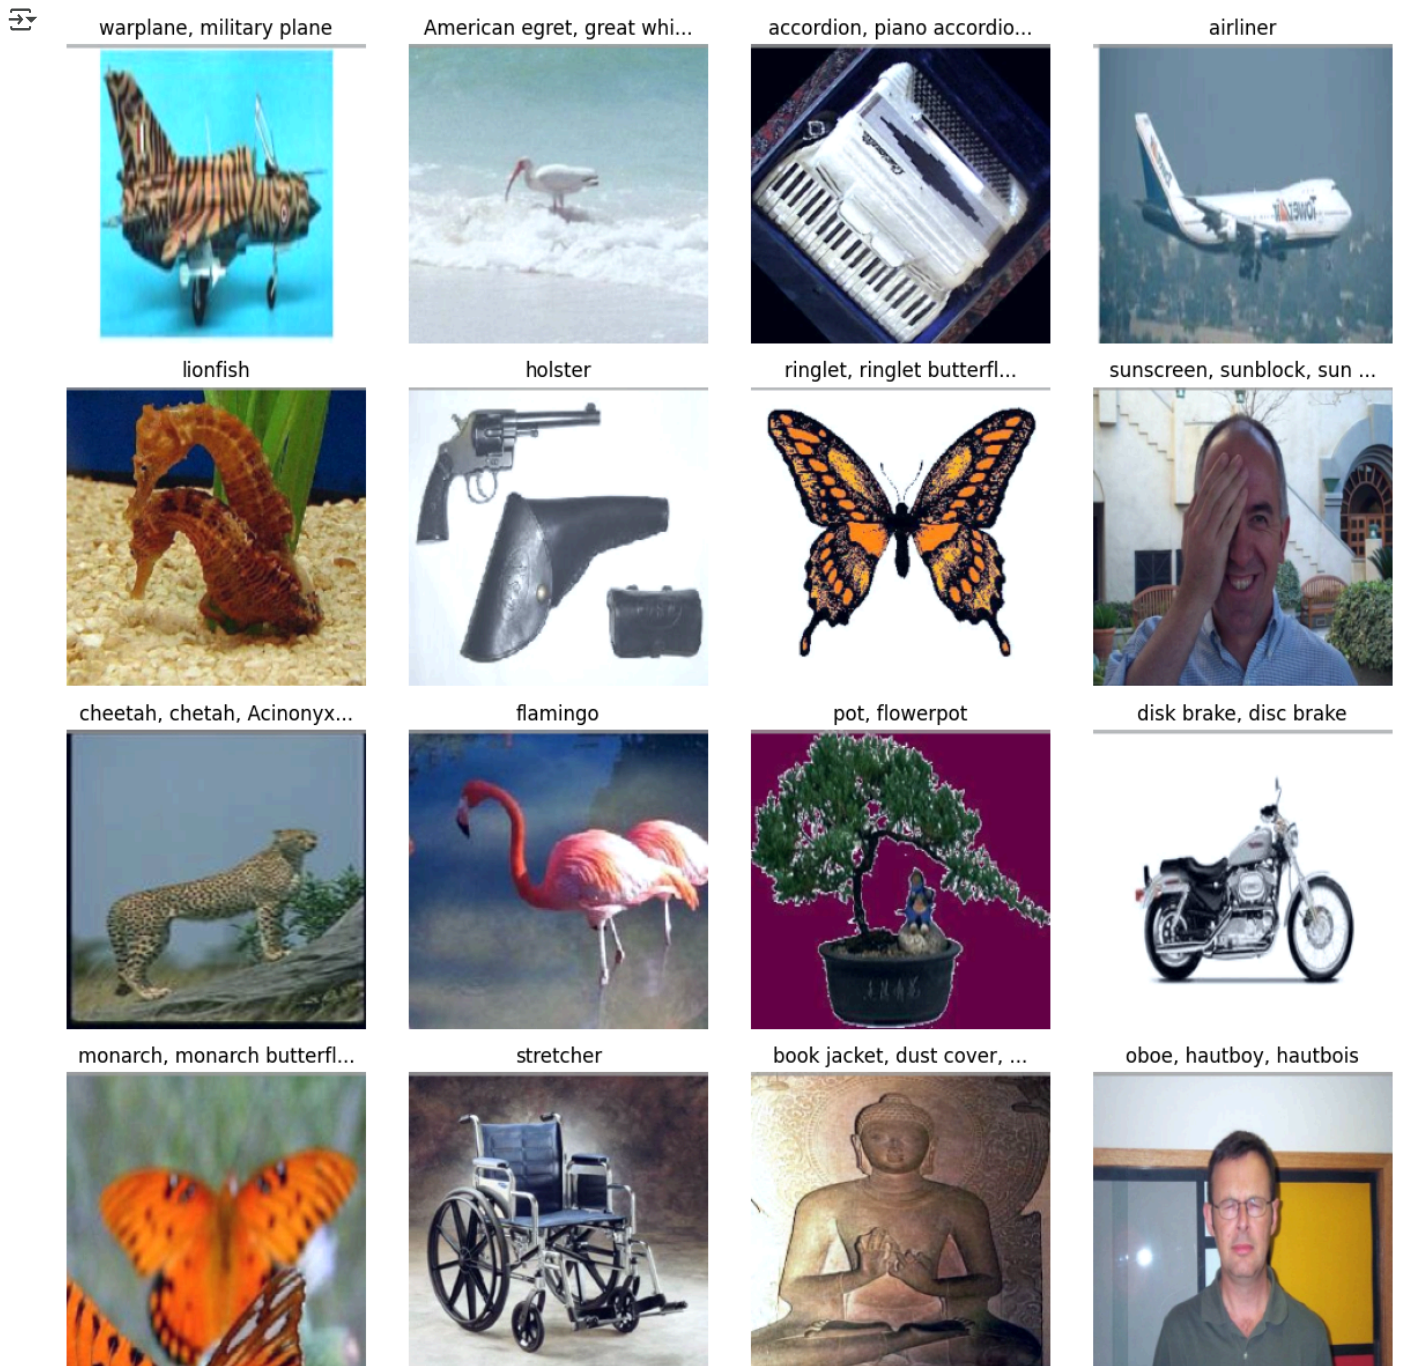 warplane, military plane
American egret, great whi...
accordion, piano accordio...
airliner
lionfish
holster
ringlet, ringlet butterfl...
sunscreen, sunblock, sun ...
cheetah, chetah, Acinonyx...
flamingo
pot, flowerpot
disk brake, disc brake
monarch, monarch butterfl...
stretcher
book jacket, dust cover, ...
oboe, hautboy, hautbois